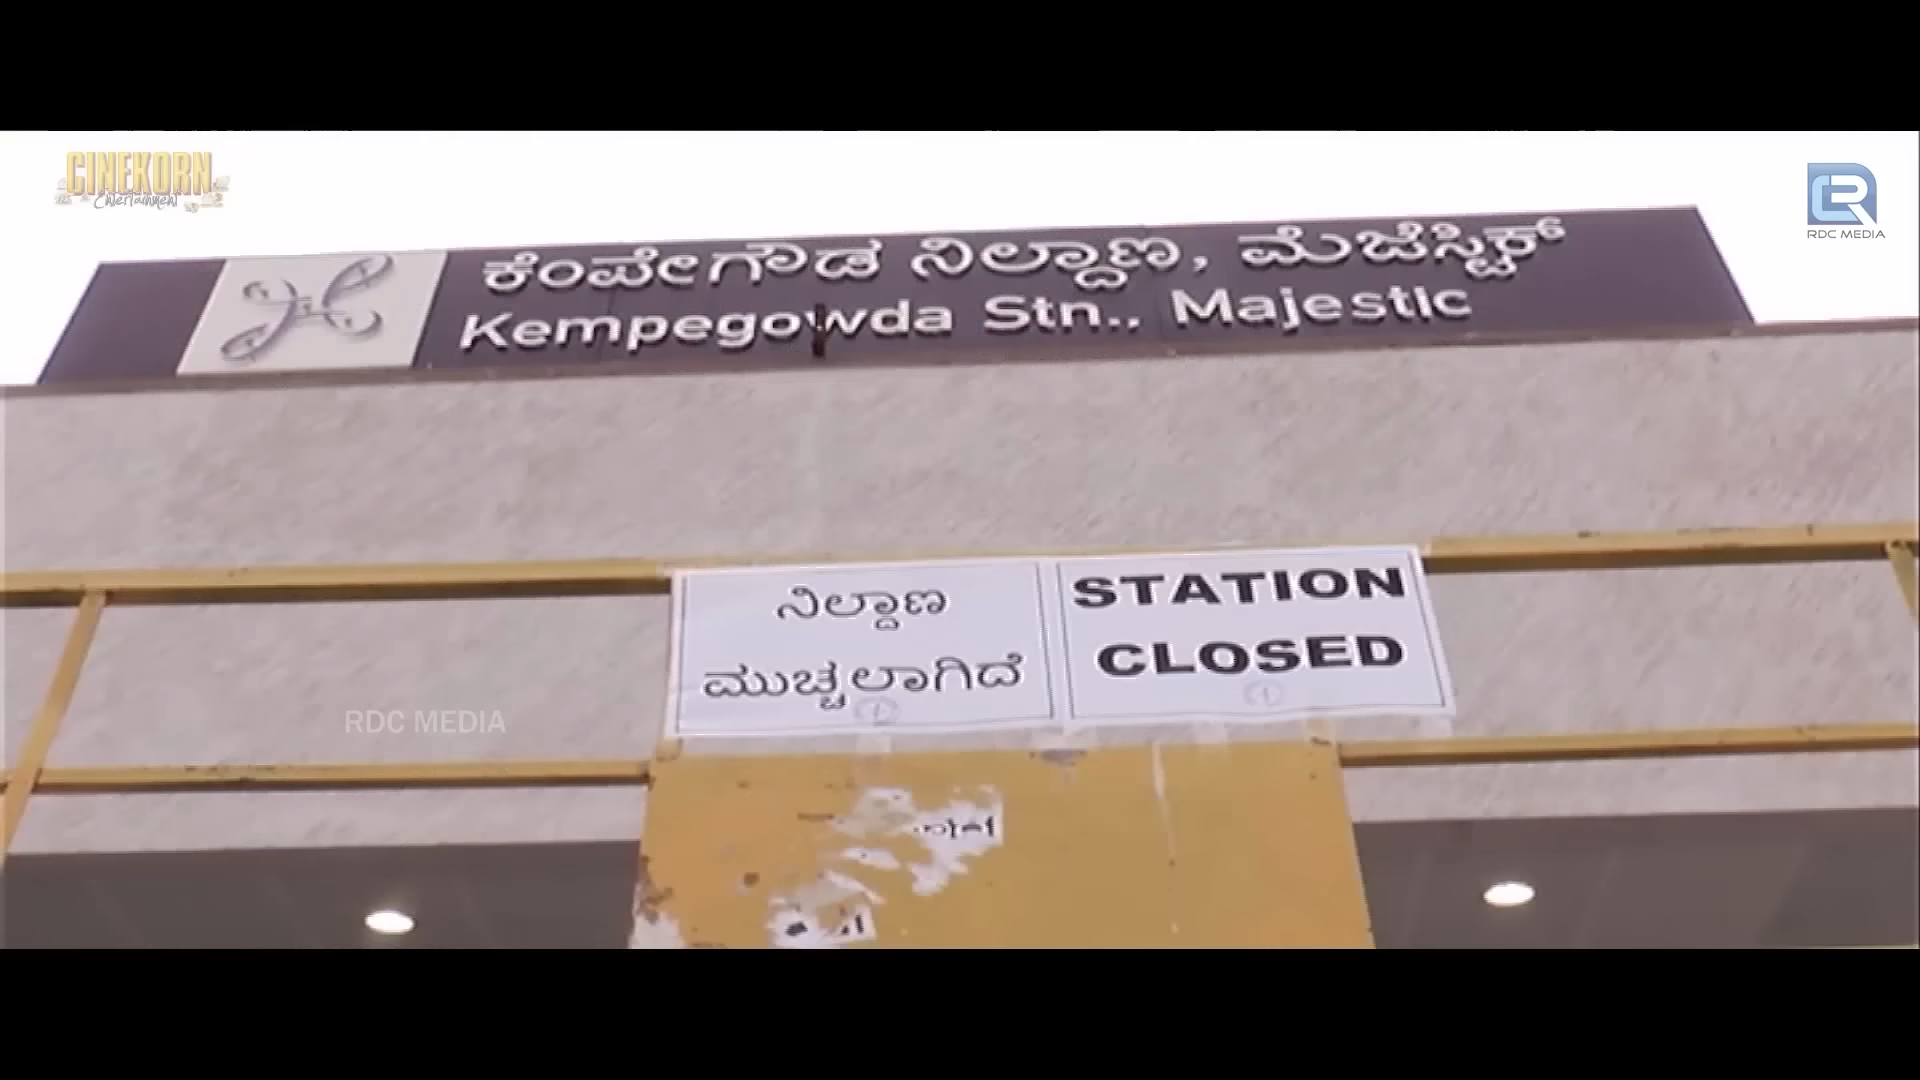 CINEKORN
Entertainment
RDC MEDIA
ಕೆಂಪೇಗೌಡ ನಿಲ್ದಾಣ, ಮೆಜೆಸ್ಟಿಕ್
Kempegowda Stn., Majestic
ನಿಲ್ದಾಣ
ಮುಚ್ಚಲಾಗಿದೆ
STATION
CLOSED
RDC MEDIA